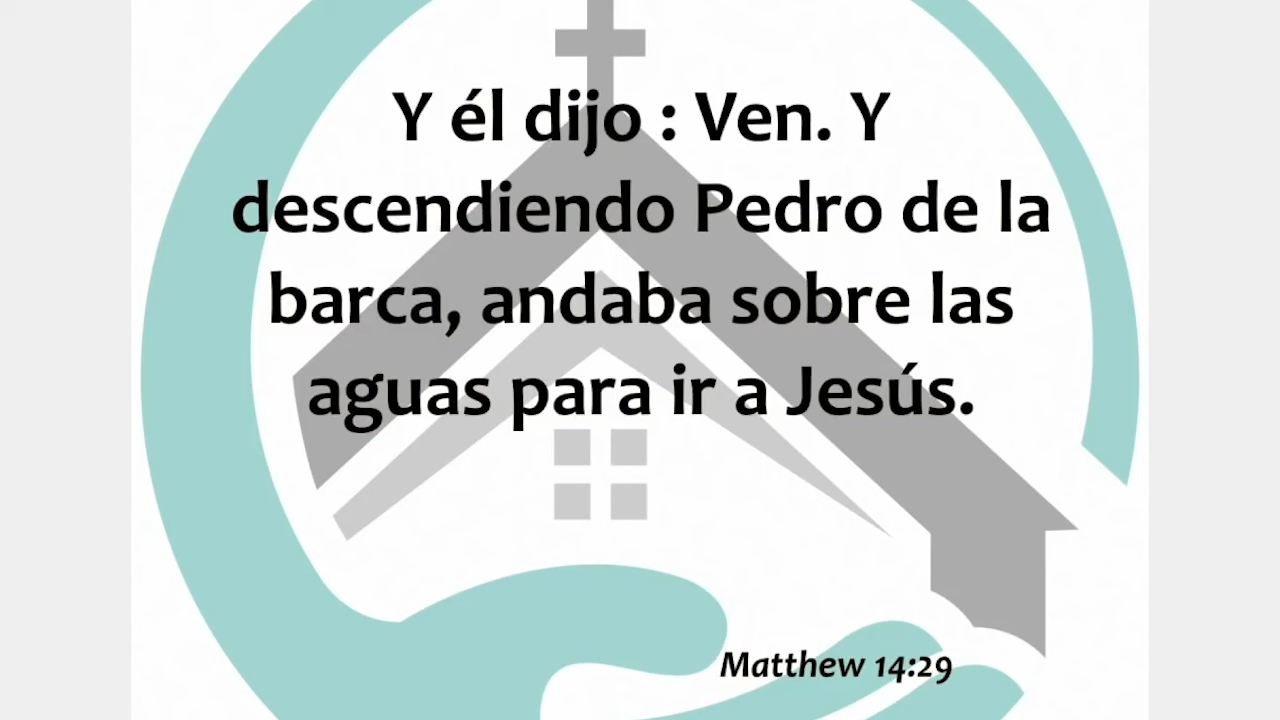 Y él dijo : Ven. Y
descendiendo Pedro de la
barca, andaba sobre las
aguas para ir a Jesús.
Matthew 14:29